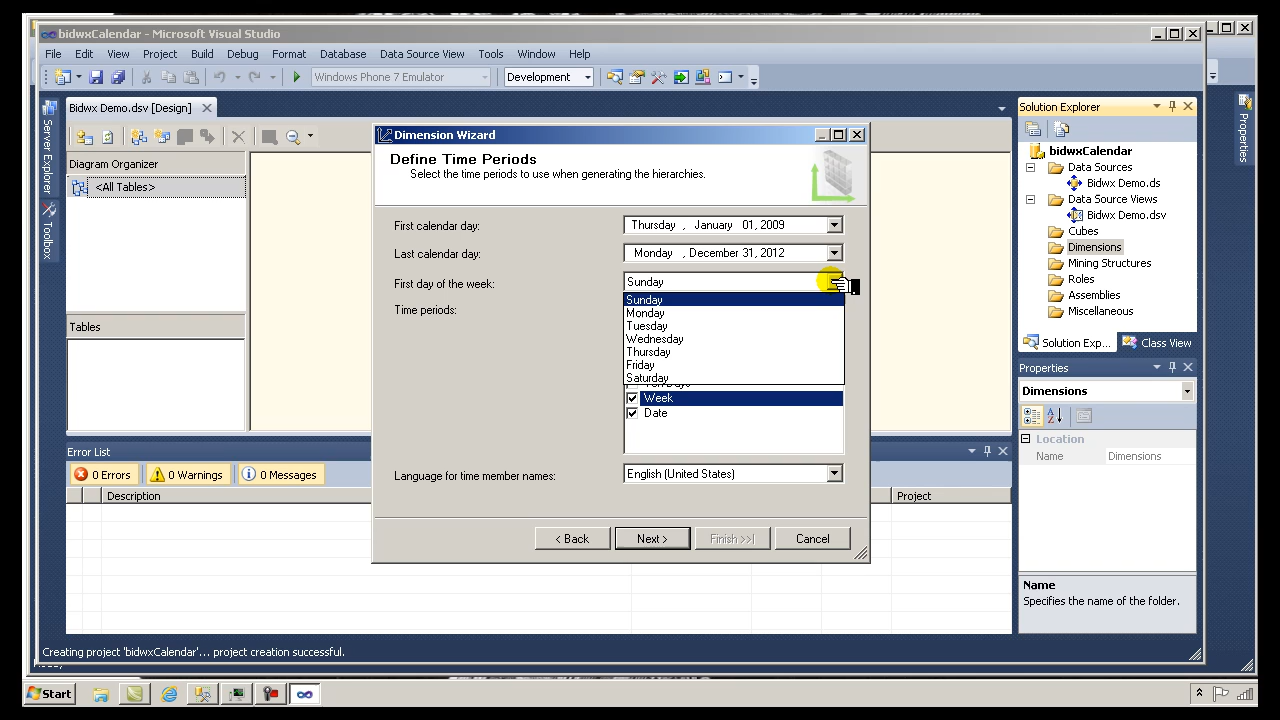 bidwxCalendar - Microsoft Visual Studio
File Edit View Project Build Debug Format Database Data Source View Tools Window Help
Windows Phone 7 Emulator Development
Server Explorer
Toolbox
Bidwx Demo.dsv [Design]
Diagram Organizer
<All Tables>
Tables
Dimension Wizard
Define Time Periods
Select the time periods to use when generating the hierarchies.
First calendar day: Thursday , January 01, 2009
Last calendar day: Monday , December 31, 2012
First day of the week: Sunday
Time periods:
Sunday
Monday
Tuesday
Wednesday
Thursday
Friday
Saturday
Week
Date
Language for time member names: English (United States)
< Back Next > Finish >>| Cancel
Solution Explorer
bidwxCalendar
Data Sources
Bidwx Demo.ds
Data Source Views
Bidwx Demo.dsv
Cubes
Dimensions
Mining Structures
Roles
Assemblies
Miscellaneous
Solution Exp... Class View
Properties
Properties
Dimensions
Location
Name Dimensions
Name
Specifies the name of the folder.
Error List
0 Errors 0 Warnings 0 Messages
Description Project
Creating project 'bidwxCalendar'... project creation successful.
Start